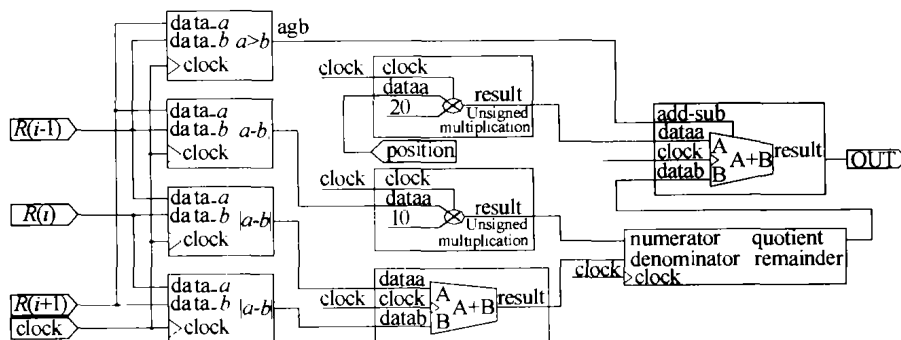 R(i-1)
R(i)
R(i+1)
clock
data_a
data_b a>b
clock
agb
data_a
data_b a-b
clock
data_a
data_b |a-b|
clock
data_a
data_b |a-b|
clock
clock clock
dataa
20
result
Unsigned
multiplication
position
clock clock
dataa
10
result
Unsigned
multiplication
dataa
clock clock
datab
A
B
A+B
result
add-sub
dataa
clock
datab
A
B
A+B
result
OUT
numerator quotient
denominator remainder
clock clock